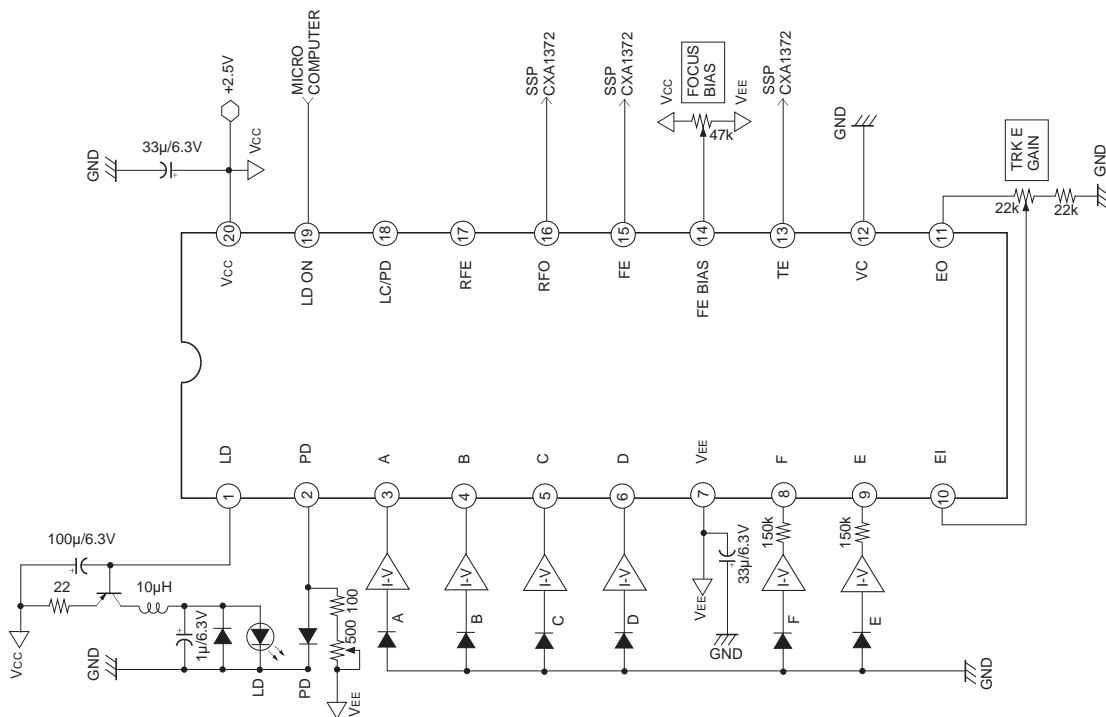 GND
33µ/6.3V
+
+2.5V
VCC
MICRO
COMPUTER
SSP
CXA1372
SSP
CXA1372
VCC
FOCUS
BIAS
VEE
47k
SSP
CXA1372
GND
TRK E
GAIN
22k
22k
GND
20
19
18
17
16
15
14
13
12
11
VCC
LD ON
LC/PD
RFE
RFO
FE
FE BIAS
TE
VC
EO
LD
PD
A
B
C
D
VEE
F
E
EI
1
2
3
4
5
6
7
8
9
10
100µ/6.3V
+
22
10µH
VCC
GND
1µ/6.3V
+
LD
PD
500
100
VEE
I-V
I-V
I-V
I-V
I-V
I-V
A
B
C
D
VEE
33µ/6.3V
+
GND
150k
150k
F
E
GND